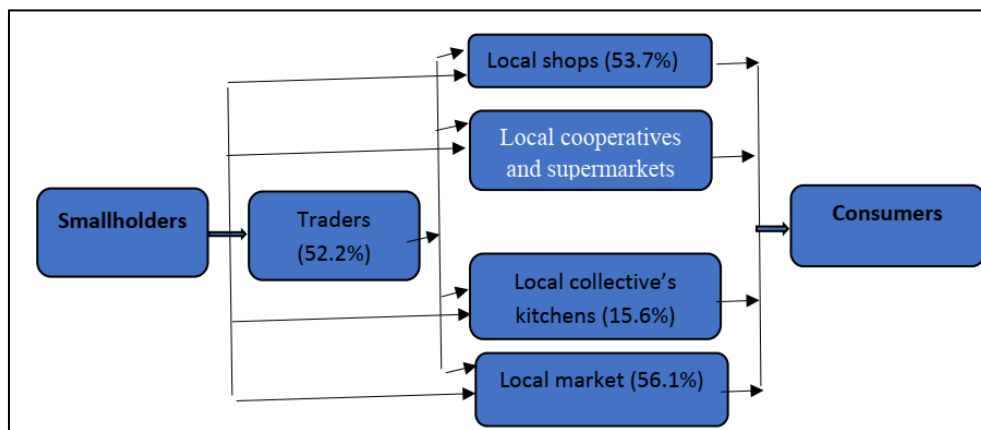 Local shops (53.7%)
Local cooperatives
and supermarkets
Smallholders
Traders
(52.2%)
Consumers
Local collective’s
kitchens (15.6%)
Local market (56.1%)